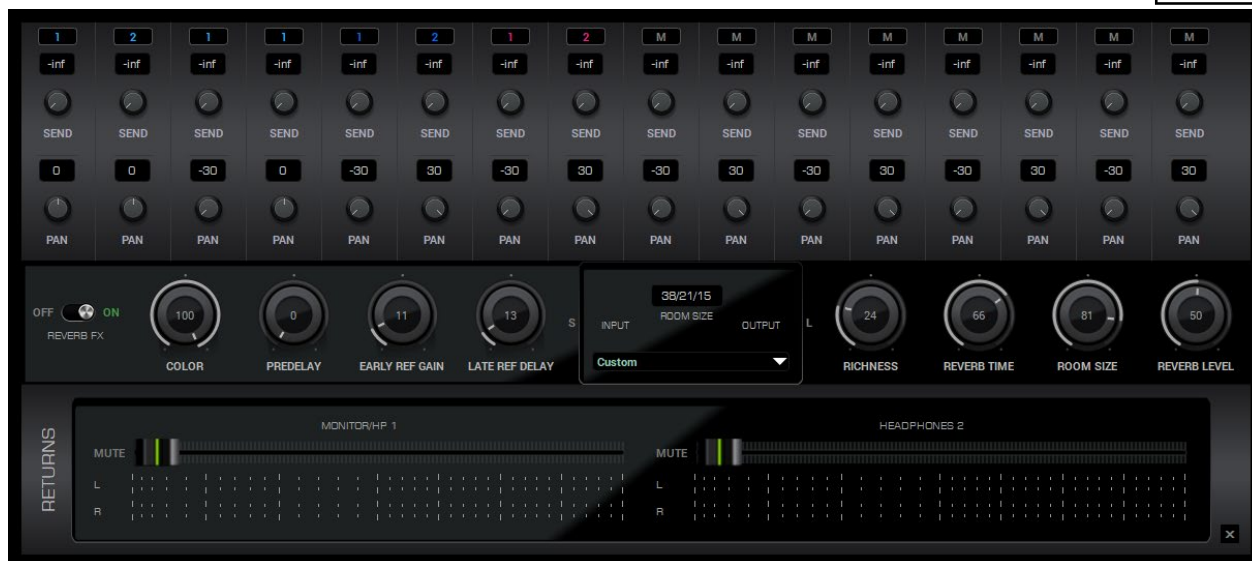 1 2 1 1 1 2 1 2 M M M M M M M M
-inf -inf -inf -inf -inf -inf -inf -inf -inf -inf -inf -inf -inf -inf -inf -inf
SEND SEND SEND SEND SEND SEND SEND SEND SEND SEND SEND SEND SEND SEND SEND SEND
0 0 -30 0 -30 30 -30 30 -30 30 -30 30 -30 30 -30 30
PAN PAN PAN PAN PAN PAN PAN PAN PAN PAN PAN PAN PAN PAN PAN PAN
OFF ON
REVERB FX
100 0 11 13
COLOR PREDELAY EARLY REF GAIN LATE REF DELAY
S
38/21/15
ROOM SIZE
INPUT OUTPUT
Custom
L
24 66 81 50
RICHNESS REVERB TIME ROOM SIZE REVERB LEVEL
RETURNS
MONITOR/HP 1
MUTE
L
R
HEADPHONES 2
MUTE
L
R
X